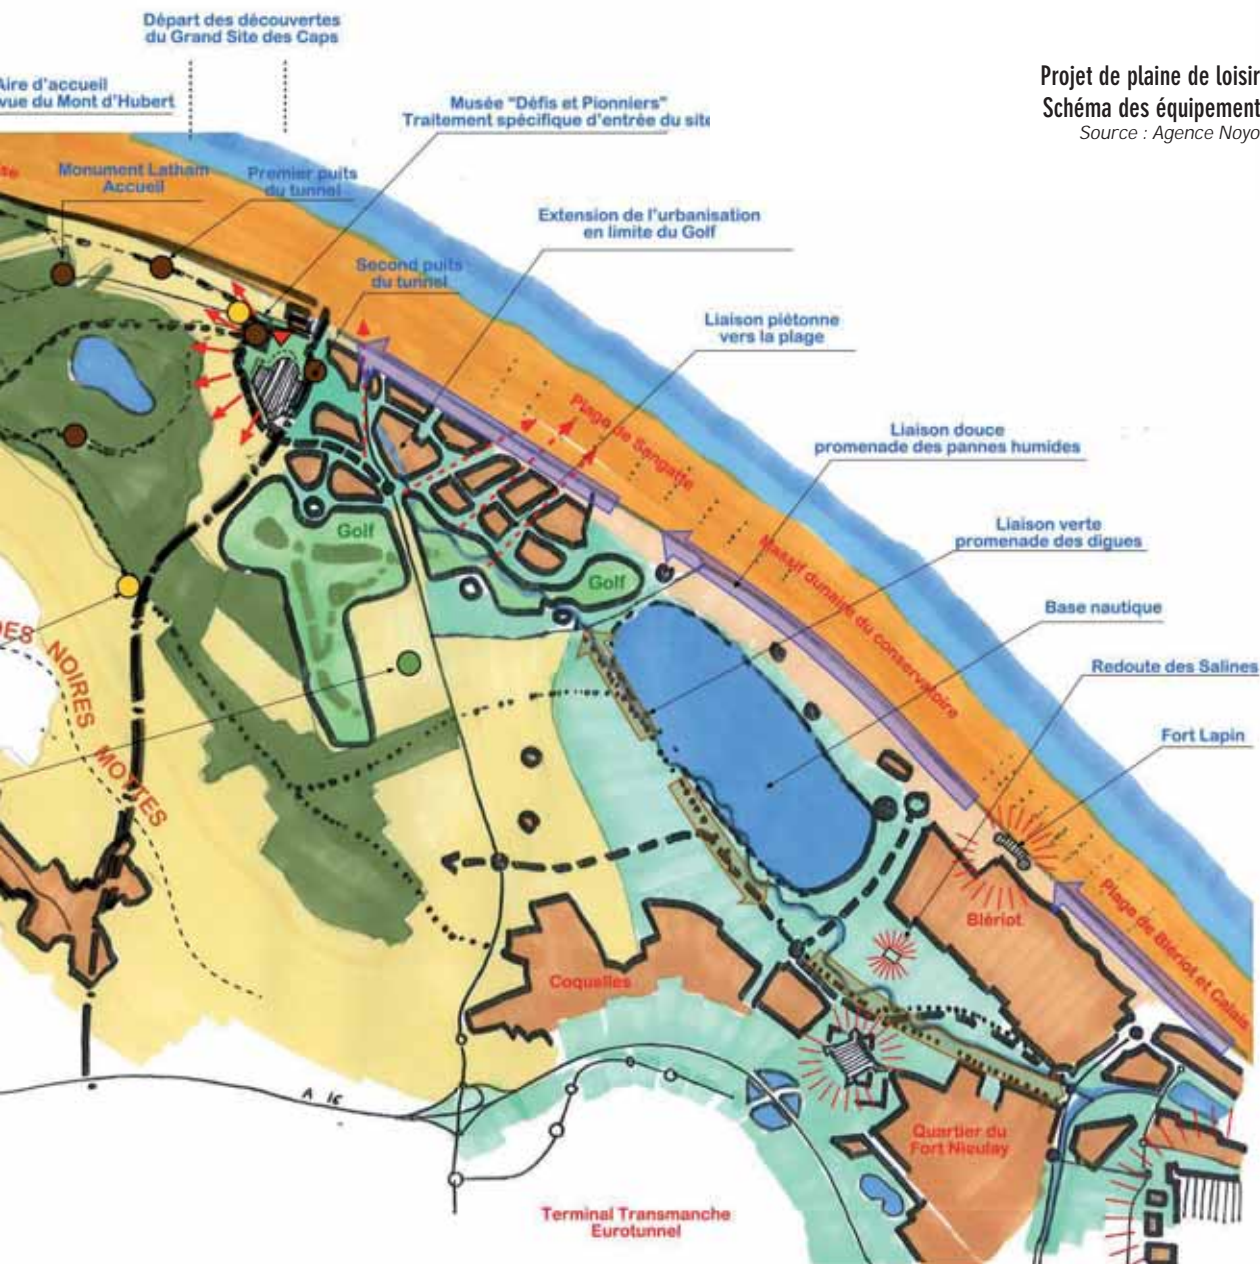 Départ des découvertes
du Grand Site des Caps
Projet de plaine de loisir
Schéma des équipement
Source : Agence Noyo
Aire d'accueil
vue du Mont d'Hubert
Musée "Défis et Pionniers"
Traitement spécifique d'entrée du site
Monument Latham
Accueil
Premier puits
du tunnel
Extension de l'urbanisation
en limite du Golf
Second puits
du tunnel
Liaison piétonne
vers la plage
Plage de Sangatte
Liaison douce
promenade des pannes humides
Liaison verte
promenade des digues
Golf
Golf
Massif dunaire du conservatoire
Base nautique
Redoute des Salines
Fort Lapin
DES NOIRES MOTTES
Blériot
Plage de Blériot et Calais
Coquelles
A 16
Quartier du
Fort Nieulay
Terminal Transmanche
Eurotunnel